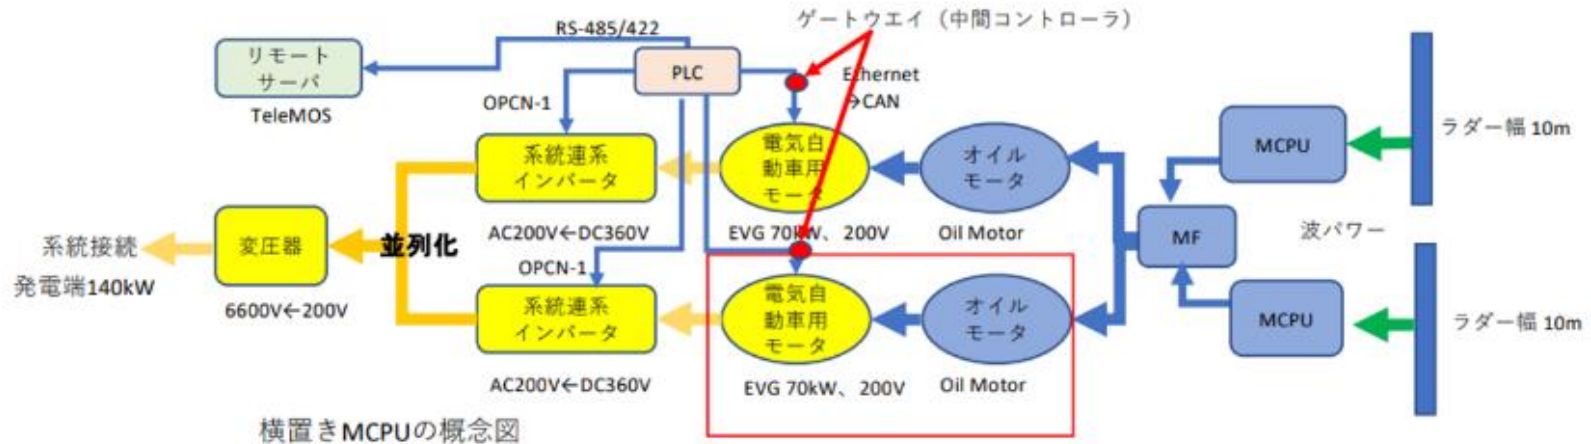 ゲートウエイ（中間コントローラ）
RS-485/422
リモート
サーバ
TeleMOS
PLC
OPCN-1
Ethernet
→CAN
系統連系
インバータ
AC200V←DC360V
電気自
動車用
モータ
EVG 70kW、200V
オイル
モータ
Oil Motor
MCPU
ラダー幅 10m
MF
波パワー
系統接続
発電端140kW
変圧器
6600V←200V
並列化
OPCN-1
系統連系
インバータ
AC200V←DC360V
電気自
動車用
モータ
EVG 70kW、200V
オイル
モータ
Oil Motor
MCPU
ラダー幅 10m
横置きMCPUの概念図